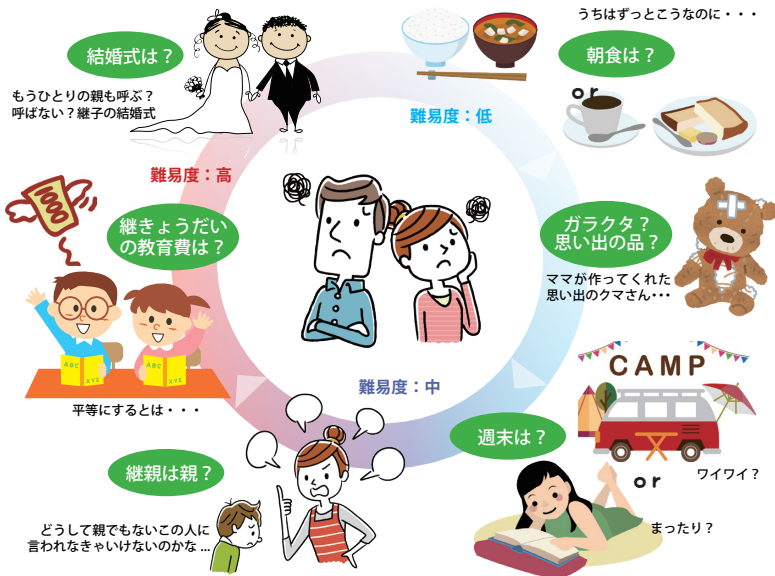 うちはずっとこうなのに・・・
結婚式は？
朝食は？
もうひとりの親も呼ぶ？
呼ばない？継子の結婚式
or
難易度：低
難易度：高
継きょうだい
の教育費は？
ガラクタ？
思い出の品？
ママが作ってくれた
思い出のクマさん･･･
ABC
XYZ
ABC
XYZ
平等にするとは・・・
難易度：中
CAMP
週末は？
ワイワイ？
or
まったり？
継親は親？
どうして親でもないこの人に
言われなきゃいけないのかな...